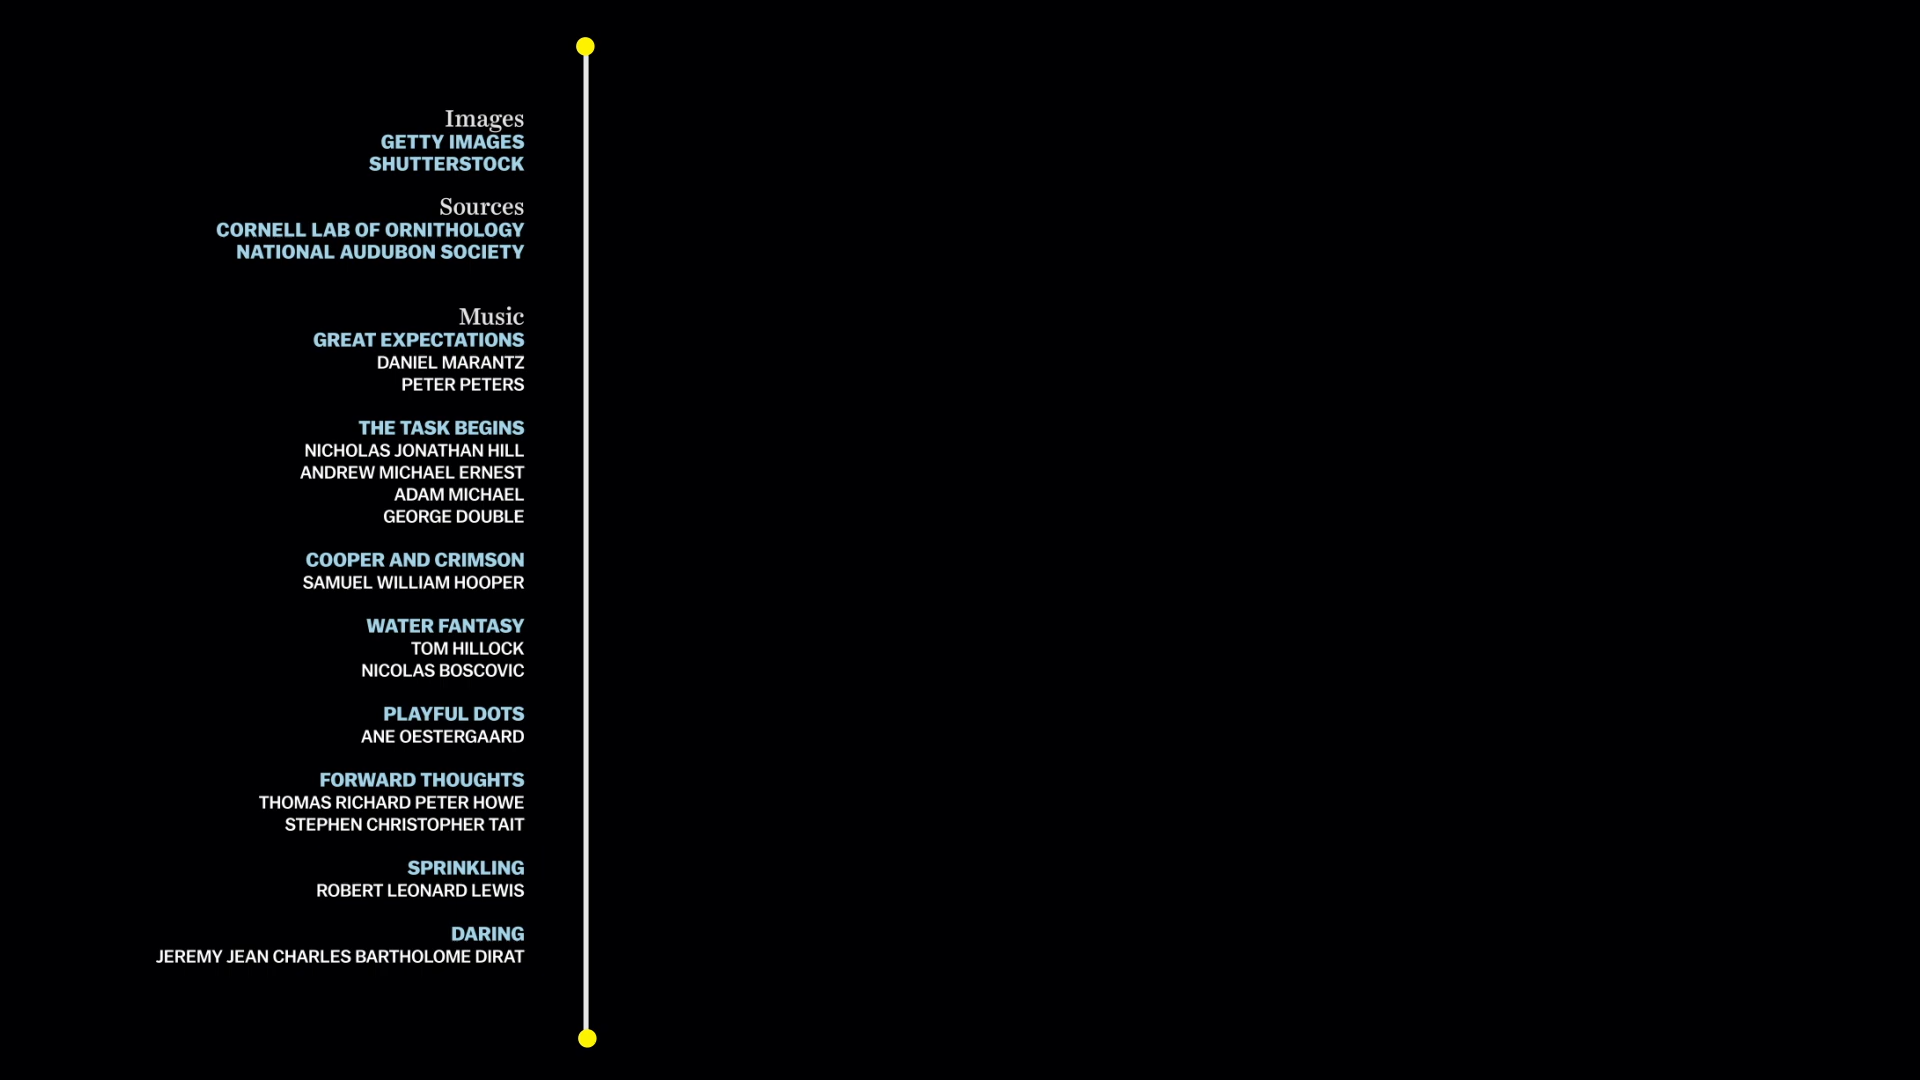 Images
GETTY IMAGES
SHUTTERSTOCK
Sources
CORNELL LAB OF ORNITHOLOGY
NATIONAL AUDUBON SOCIETY
Music
GREAT EXPECTATIONS
DANIEL MARANTZ
PETER PETERS
THE TASK BEGINS
NICHOLAS JONATHAN HILL
ANDREW MICHAEL ERNEST
ADAM MICHAEL
GEORGE DOUBLE
COOPER AND CRIMSON
SAMUEL WILLIAM HOOPER
WATER FANTASY
TOM HILLOCK
NICOLAS BOSCOVIC
PLAYFUL DOTS
ANE OESTERGAARD
FORWARD THOUGHTS
THOMAS RICHARD PETER HOWE
STEPHEN CHRISTOPHER TAIT
SPRINKLING
ROBERT LEONARD LEWIS
DARING
JEREMY JEAN CHARLES BARTHOLOME DIRAT